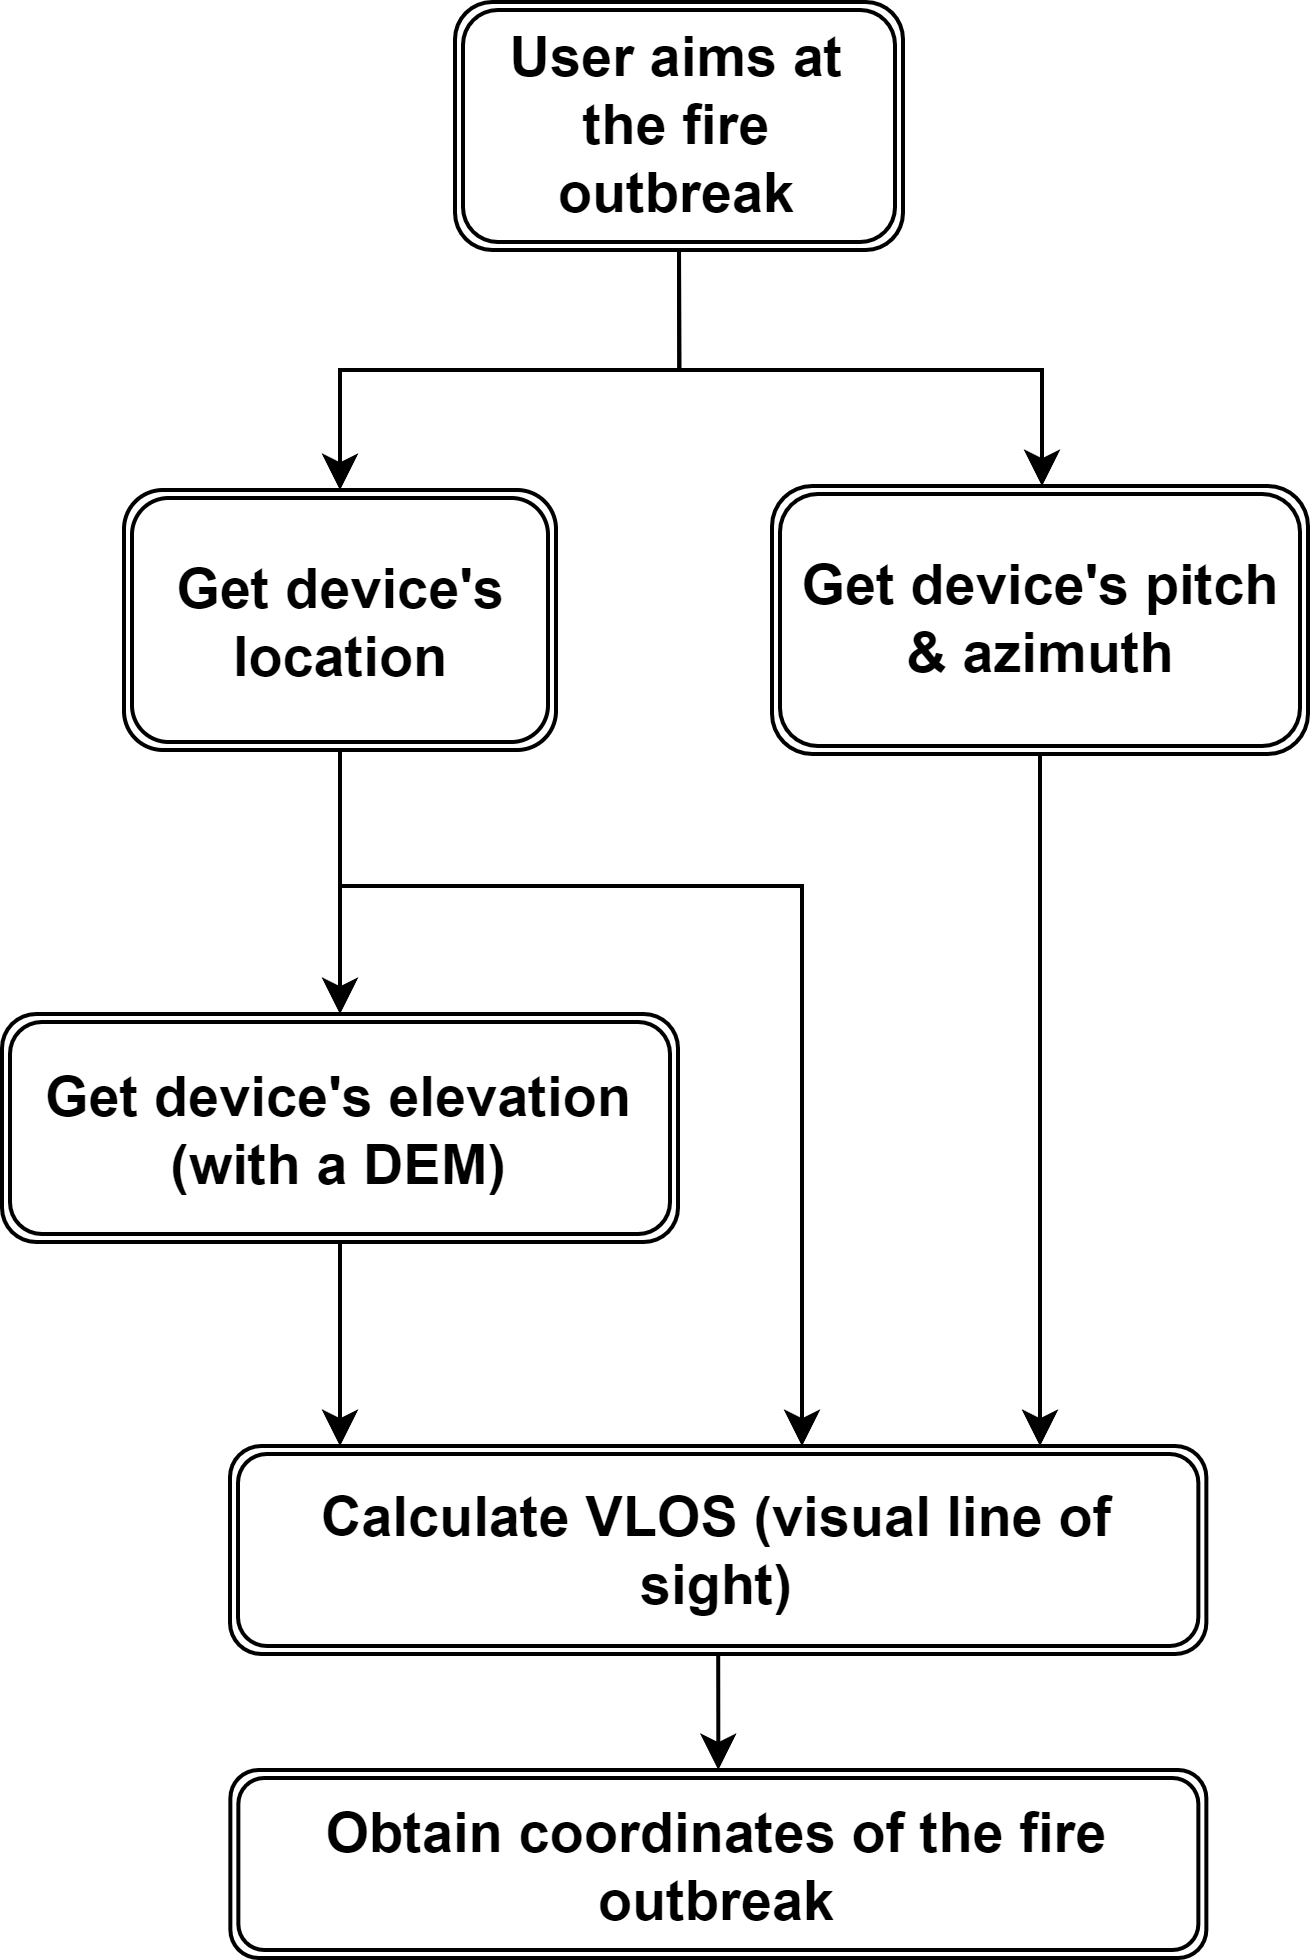 User aims at
the fire
outbreak
Get device's
location
Get device's pitch
& azimuth
Get device's elevation
(with a DEM)
Calculate VLOS (visual line of
sight)
Obtain coordinates of the fire
outbreak